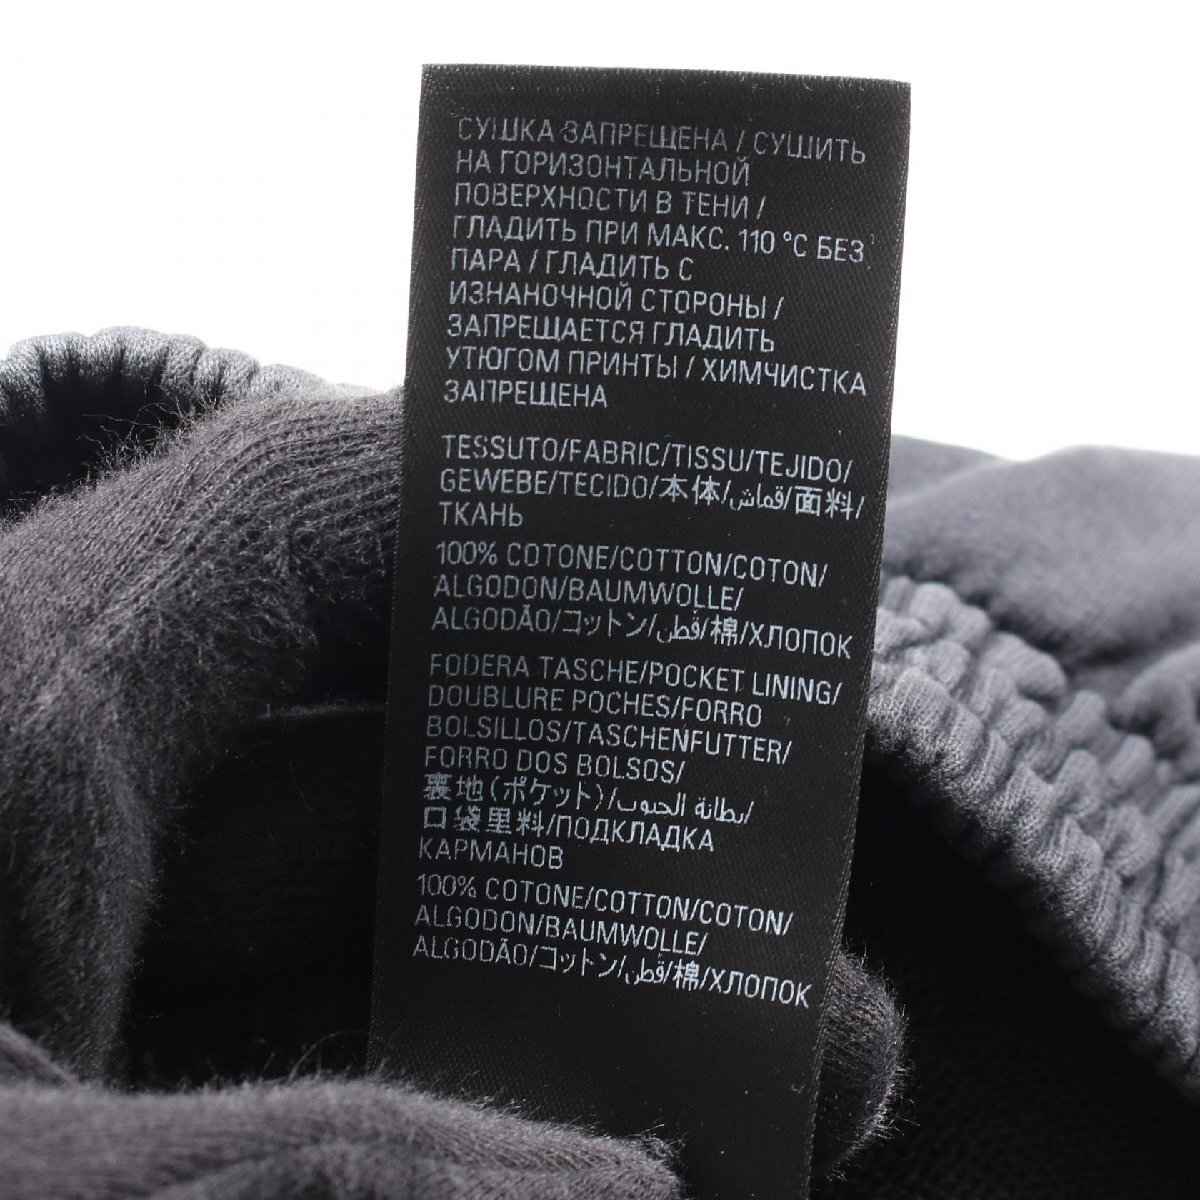 СУШКА ЗАПРЕЩЕНА / СУШИТЬ
НА ГОРИЗОНТАЛЬНОЙ
ПОВЕРХНОСТИ В ТЕНИ /
ГЛАДИТЬ ПРИ МАКС. 110 °C БЕЗ
ПАРА / ГЛАДИТЬ С
ИЗНАНОЧНОЙ СТОРОНЫ /
ЗАПРЕЩАЕТСЯ ГЛАДИТЬ
УТЮГОМ ПРИНТЫ / ХИМЧИСТКА
ЗАПРЕЩЕНА
TESSUTO/FABRIC/TISSU/TEJIDO/
GEWEBE/TECIDO/本体/قماش/面料/
ТКАНЬ
100% COTONE/COTTON/COTON/
ALGODON/BAUMWOLLE/
ALGODÃO/コットン/قطن/棉/ХЛОПОК
FODERA TASCHE/POCKET LINING/
DOUBLURE POCHES/FORRO
BOLSILLOS/TASCHENFUTTER/
FORRO DOS BOLSOS/
裏地(ポケット)/بطانة الجيوب/
口袋里料/ПОДКЛАДКА
КАРМАНОВ
100% COTONE/COTTON/COTON/
ALGODON/BAUMWOLLE/
ALGODÃO/コットン/قطن/棉/ХЛОПОК